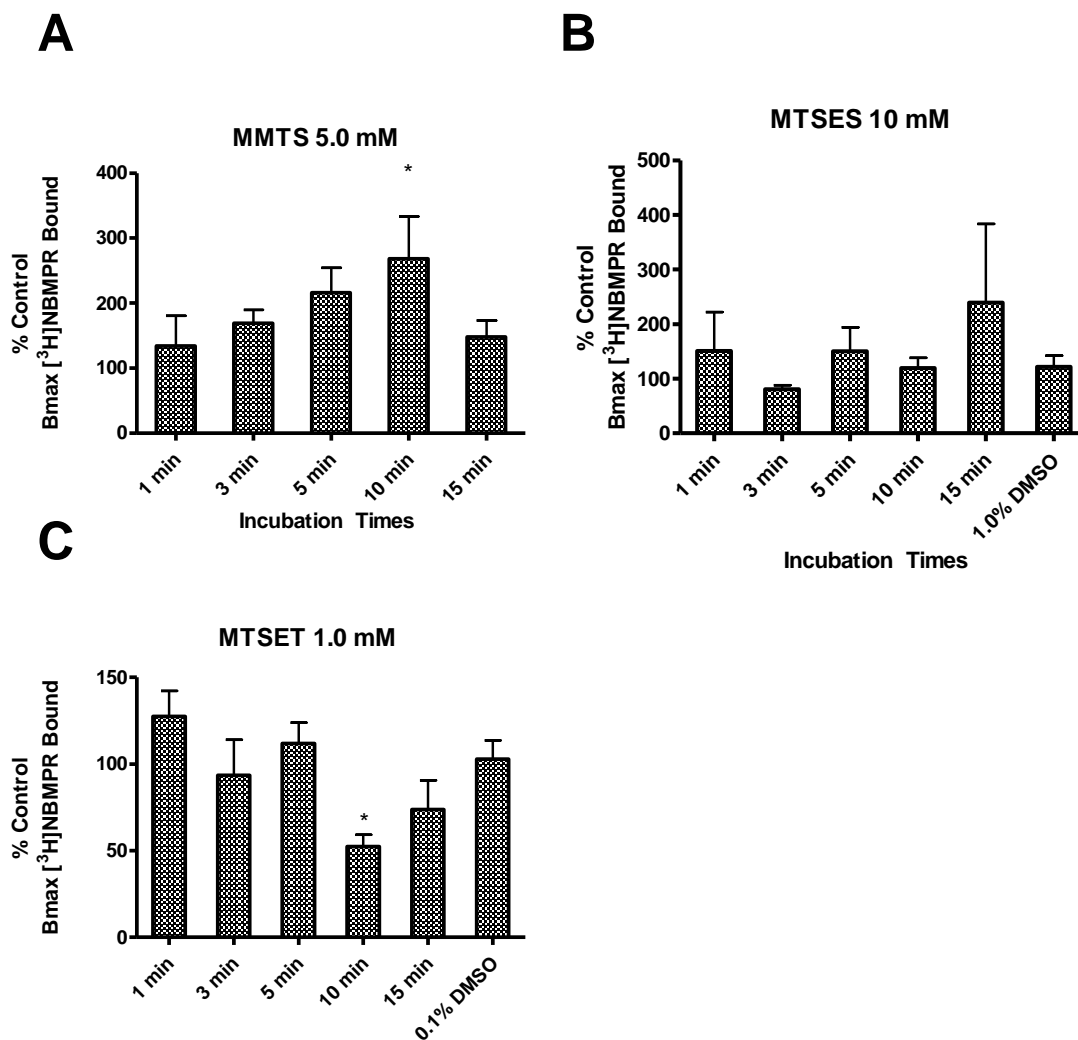 A
MMTS 5.0 mM
% Control
Bmax [³H]NBMPR Bound
400
300
200
100
0
*
1 min
3 min
5 min
10 min
15 min
Incubation Times
B
MTSES 10 mM
% Control
Bmax [³H]NBMPR Bound
500
400
300
200
100
0
1 min
3 min
5 min
10 min
15 min
1.0% DMSO
Incubation Times
C
MTSET 1.0 mM
% Control
Bmax [³H]NBMPR Bound
150
100
50
0
*
1 min
3 min
5 min
10 min
15 min
0.1% DMSO